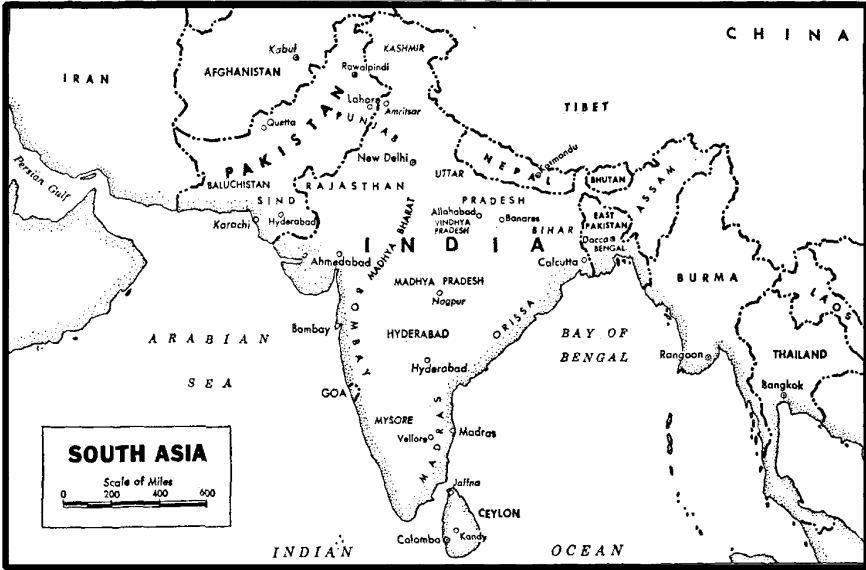 CHINA
KASHMIR
Kabul
Rawalpindi
IRAN
AFGHANISTAN
Lahore
Amritsar
TIBET
Quetta
PUNJAB
PAKISTAN
New Delhi
NEPAL
Katmandu
Persian Gulf
BALUCHISTAN
RAJASTHAN
UTTAR
PRADESH
BHUTAN
ASSAM
SIND
Karachi
Hyderabad
Allahabad
Banares
VINDHYA
PRADESH
BIHAR
EAST
PAKISTAN
Dacca
BENGAL
MADHYA BHARAT
INDIA
Ahmedabad
Calcutta
MADHYA PRADESH
Nagpur
BURMA
LAOS
BOMBAY
ORISSA
Bombay
HYDERABAD
ARABIAN
SEA
BAY OF
BENGAL
Rangoon
THAILAND
Hyderabad
Bangkok
GOA
MYSORE
MADRAS
Vellore
Madras
SOUTH ASIA
Scale of Miles
0 200 400 600
Jaffna
CEYLON
Colombo
Kandy
INDIAN
OCEAN